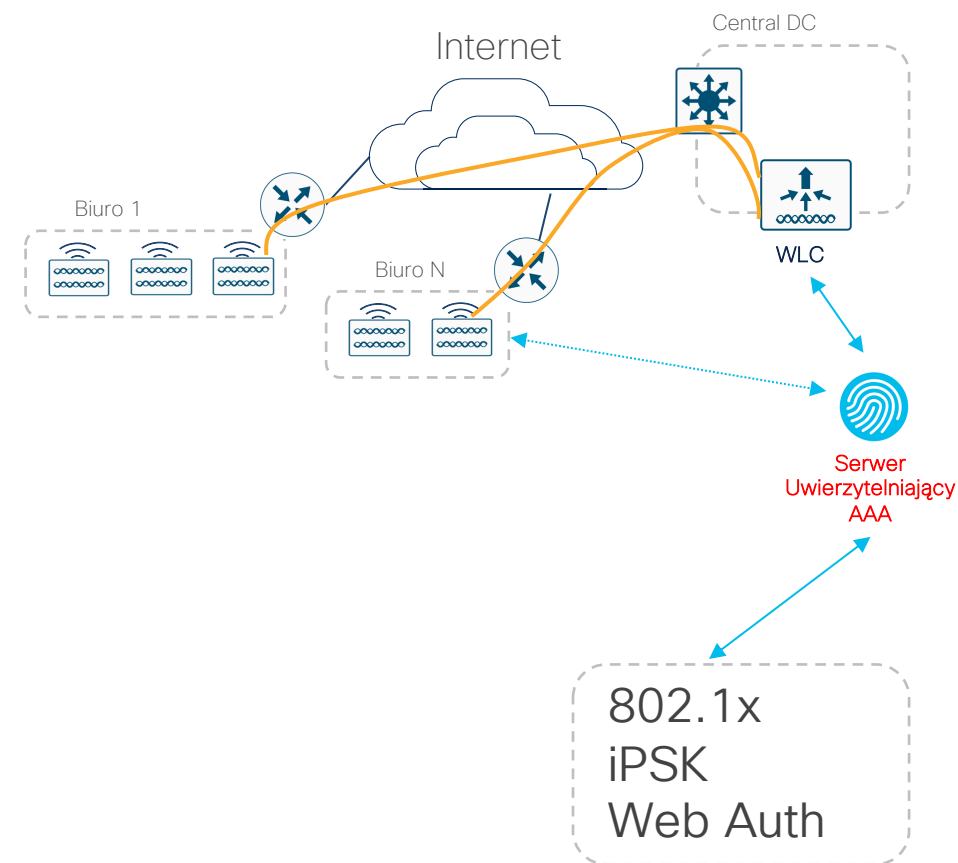 Central DC
Internet
Biuro 1
Biuro N
WLC
Serwer
Uwierzytelniający
AAA
802.1x
iPSK
Web Auth